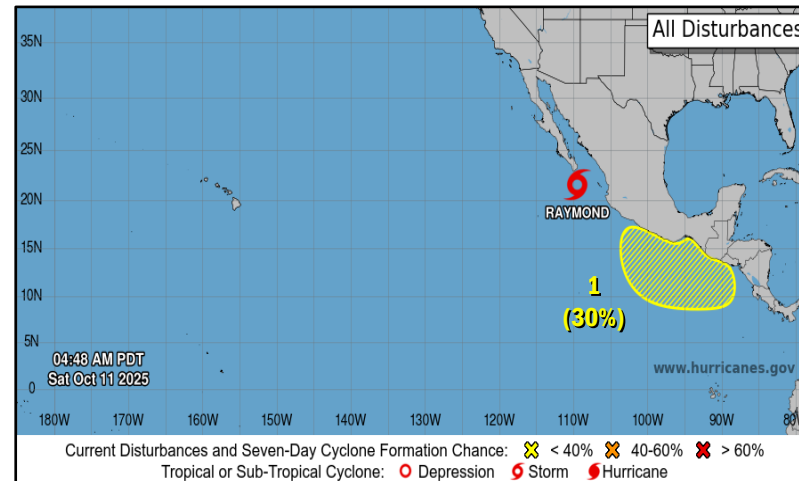 All Disturbances
35N
30N
25N
20N
RAYMOND
15N
10N
1
(30%)
5N
04:48 AM PDT
Sat Oct 11 2025
www.hurricanes.gov
0
180W 170W 160W 150W 140W 130W 120W 110W 100W 90W 80W
Current Disturbances and Seven-Day Cyclone Formation Chance: < 40% 40-60% > 60%
Tropical or Sub-Tropical Cyclone: Depression Storm Hurricane